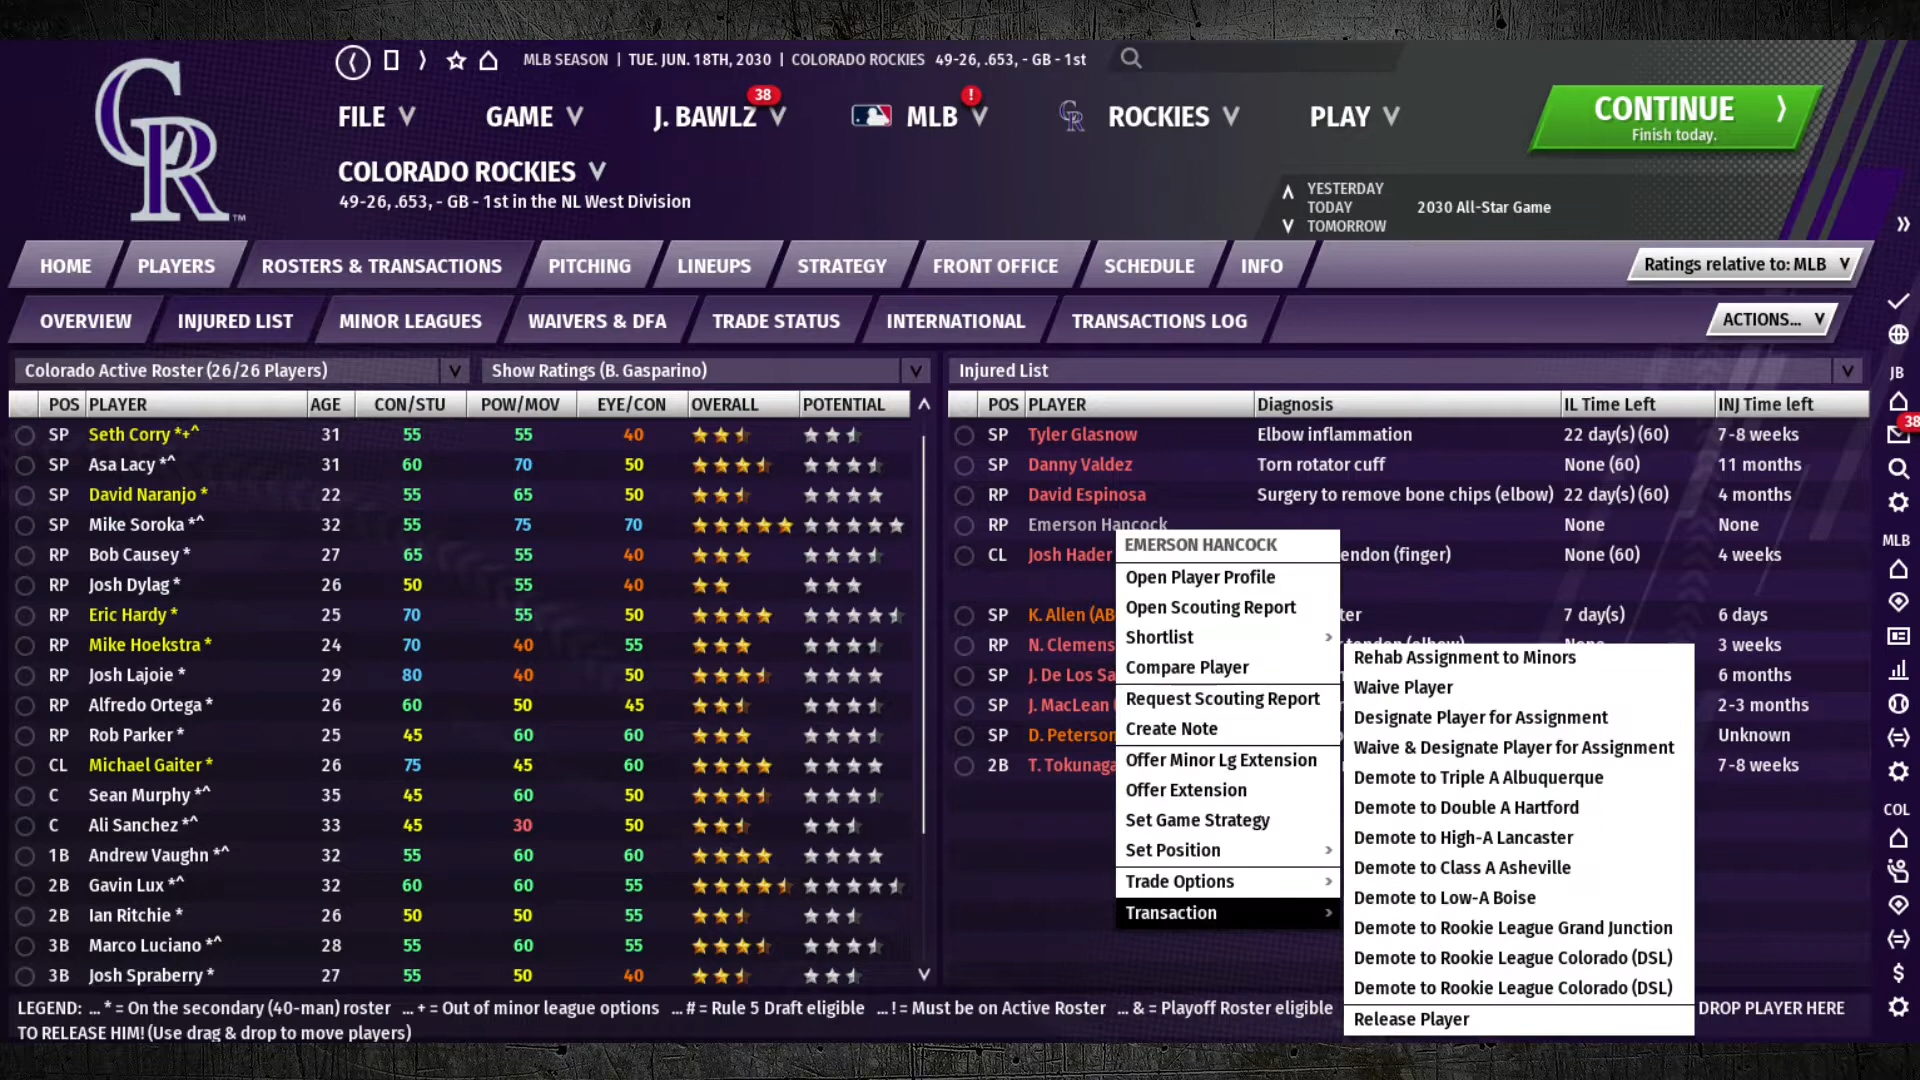 MLB SEASON | TUE. JUN. 18TH, 2030 | COLORADO ROCKIES 49-26, .653, - GB - 1st
FILE GAME J. BAWLZ 38 MLB ! ROCKIES PLAY
CONTINUE
Finish today.
CR
TM
COLORADO ROCKIES
49-26, .653, - GB - 1st in the NL West Division
YESTERDAY
TODAY
TOMORROW
2030 All-Star Game
HOME PLAYERS ROSTERS & TRANSACTIONS PITCHING LINEUPS STRATEGY FRONT OFFICE SCHEDULE INFO
Ratings relative to: MLB
OVERVIEW INJURED LIST MINOR LEAGUES WAIVERS & DFA TRADE STATUS INTERNATIONAL TRANSACTIONS LOG
ACTIONS...
Colorado Active Roster (26/26 Players) Show Ratings (B. Gasparino)
POS PLAYER AGE CON/STU POW/MOV EYE/CON OVERALL POTENTIAL
SP Seth Corry *+^ 31 55 55 40
SP Asa Lacy *^ 31 60 70 50
SP David Naranjo * 22 55 65 50
SP Mike Soroka *^ 32 55 75 70
RP Bob Causey * 27 65 55 40
RP Josh Dylag * 26 50 55 40
RP Eric Hardy * 25 70 55 50
RP Mike Hoekstra * 24 70 40 55
RP Josh Lajoie * 29 80 40 50
RP Alfredo Ortega * 26 60 50 45
RP Rob Parker * 25 45 60 60
CL Michael Gaiter * 26 75 45 60
C Sean Murphy *^ 35 45 60 50
C Ali Sanchez *^ 33 45 30 50
1B Andrew Vaughn *^ 32 55 60 60
2B Gavin Lux *^ 32 60 60 55
2B Ian Ritchie * 26 50 50 55
3B Marco Luciano *^ 28 55 60 55
3B Josh Spraberry * 27 55 50 40
Injured List
POS PLAYER Diagnosis IL Time Left INJ Time left
SP Tyler Glasnow Elbow inflammation 22 day(s) (60) 7-8 weeks
SP Danny Valdez Torn rotator cuff None (60) 11 months
RP David Espinosa Surgery to remove bone chips (elbow) 22 day(s) (60) 4 months
RP Emerson Hancock None None
CL Josh Hader endon (finger) None (60) 4 weeks
SP K. Allen (AB ter 7 day(s) 6 days
RP N. Clemens tendon (elbow) None 3 weeks
SP J. De Los Sa 6 months
SP J. MacLean 2-3 months
SP D. Peterson Unknown
2B T. Tokunaga 7-8 weeks
EMERSON HANCOCK
Open Player Profile
Open Scouting Report
Shortlist
Compare Player
Request Scouting Report
Create Note
Offer Minor Lg Extension
Offer Extension
Set Game Strategy
Set Position
Trade Options
Transaction
Rehab Assignment to Minors
Waive Player
Designate Player for Assignment
Waive & Designate Player for Assignment
Demote to Triple A Albuquerque
Demote to Double A Hartford
Demote to High-A Lancaster
Demote to Class A Asheville
Demote to Low-A Boise
Demote to Rookie League Grand Junction
Demote to Rookie League Colorado (DSL)
Demote to Rookie League Colorado (DSL)
Release Player
JB
38
MLB
COL
$
LEGEND: ... * = On the secondary (40-man) roster ... + = Out of minor league options ... # = Rule 5 Draft eligible ... ! = Must be on Active Roster ... & = Playoff Roster eligible DROP PLAYER HERE
TO RELEASE HIM! (Use drag & drop to move players)